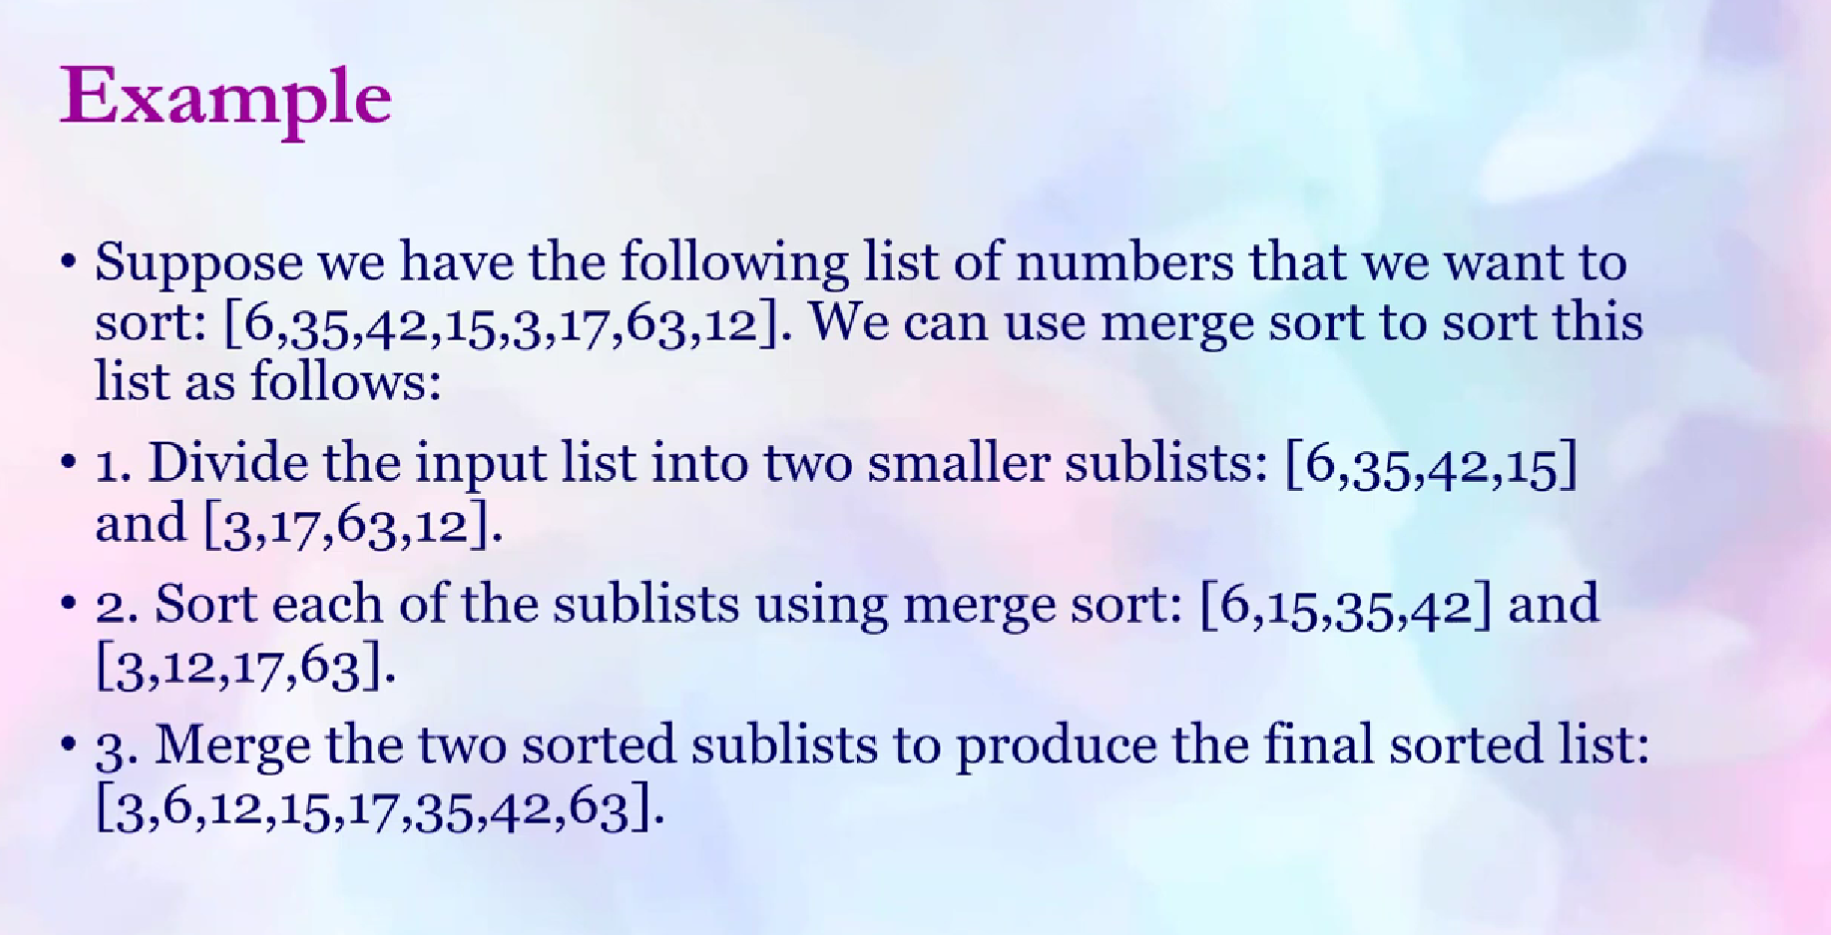 Example
• Suppose we have the following list of numbers that we want to
sort: [6,35,42,15,3,17,63,12]. We can use merge sort to sort this
list as follows:
• 1. Divide the input list into two smaller sublists: [6,35,42,15]
and [3,17,63,12].
• 2. Sort each of the sublists using merge sort: [6,15,35,42] and
[3,12,17,63].
• 3. Merge the two sorted sublists to produce the final sorted list:
[3,6,12,15,17,35,42,63].